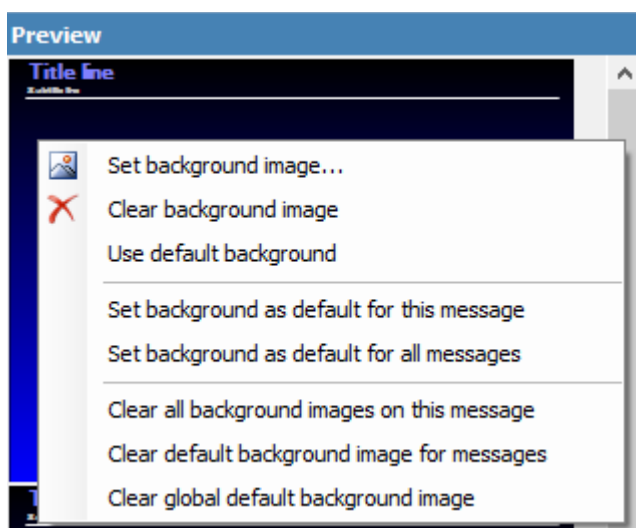 Preview
Title line
Subtitle line
Set background image...
Clear background image
Use default background
Set background as default for this message
Set background as default for all messages
Clear all background images on this message
Clear default background image for messages
Clear global default background image